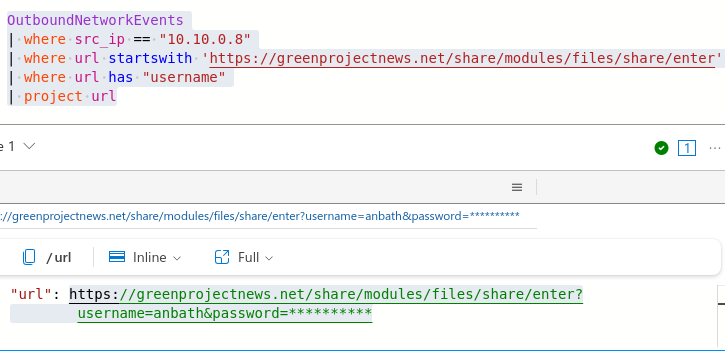 OutboundNetworkEvents
| where src_ip == "10.10.0.8"
| where url startswith 'https://greenprojectnews.net/share/modules/files/share/enter'
| where url has "username"
| project url
e 1
1
://greenprojectnews.net/share/modules/files/share/enter?username=anbath&password=**********
/url Inline Full
"url": https://greenprojectnews.net/share/modules/files/share/enter?
username=anbath&password=**********